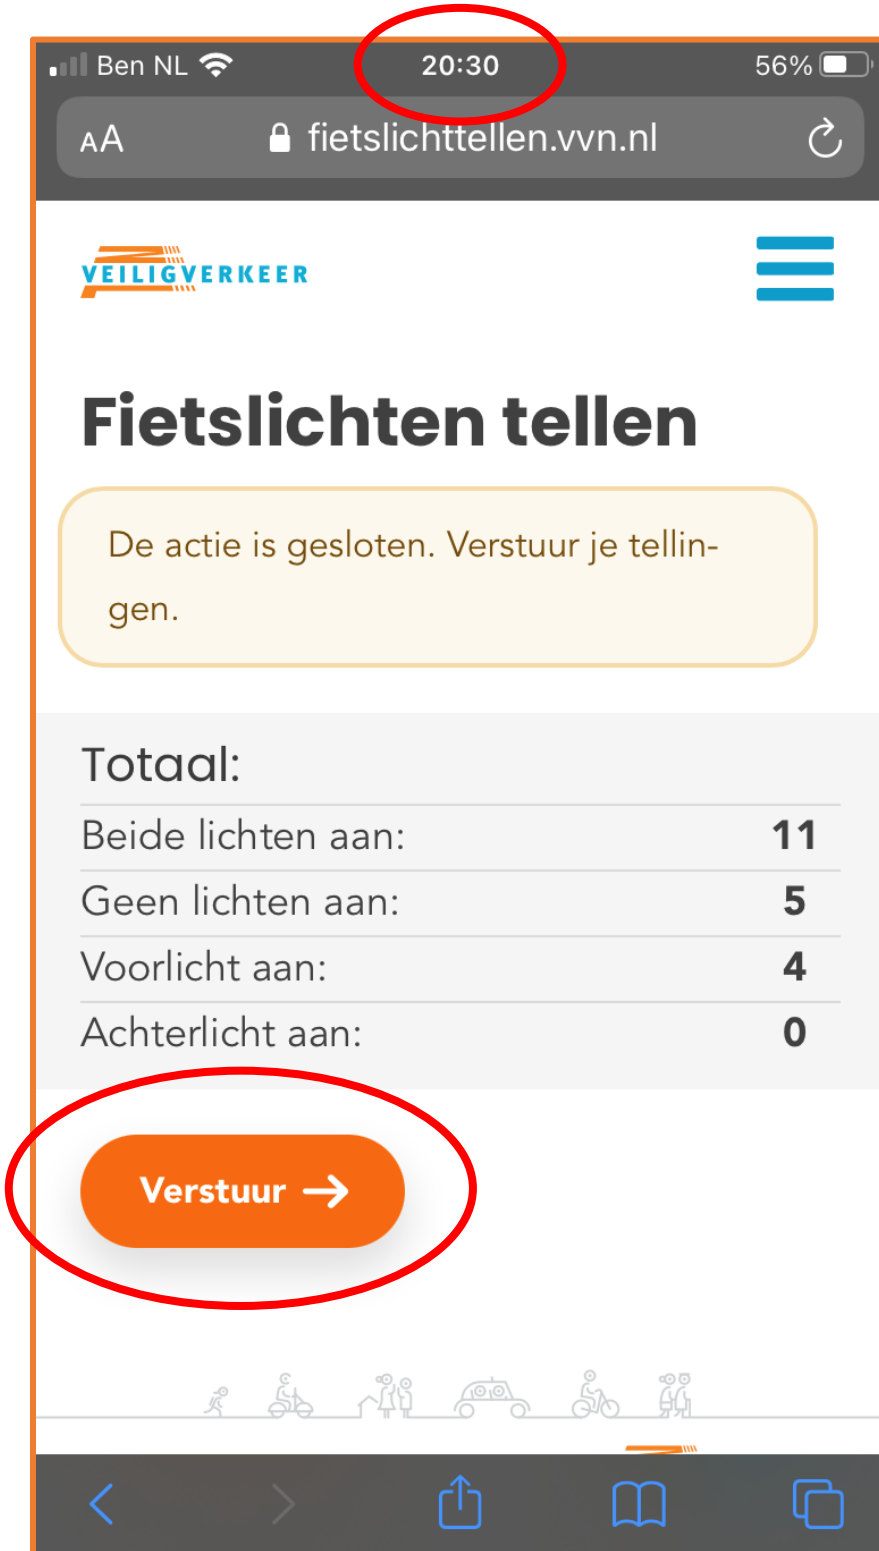 Ben NL 20:30 56%
AA fietslichttellen.vvn.nl
VEILIGVERKEER
Fietslichten tellen
De actie is gesloten. Verstuur je tellin-
gen.
Totaal:
Beide lichten aan: 11
Geen lichten aan: 5
Voorlicht aan: 4
Achterlicht aan: 0
Verstuur →